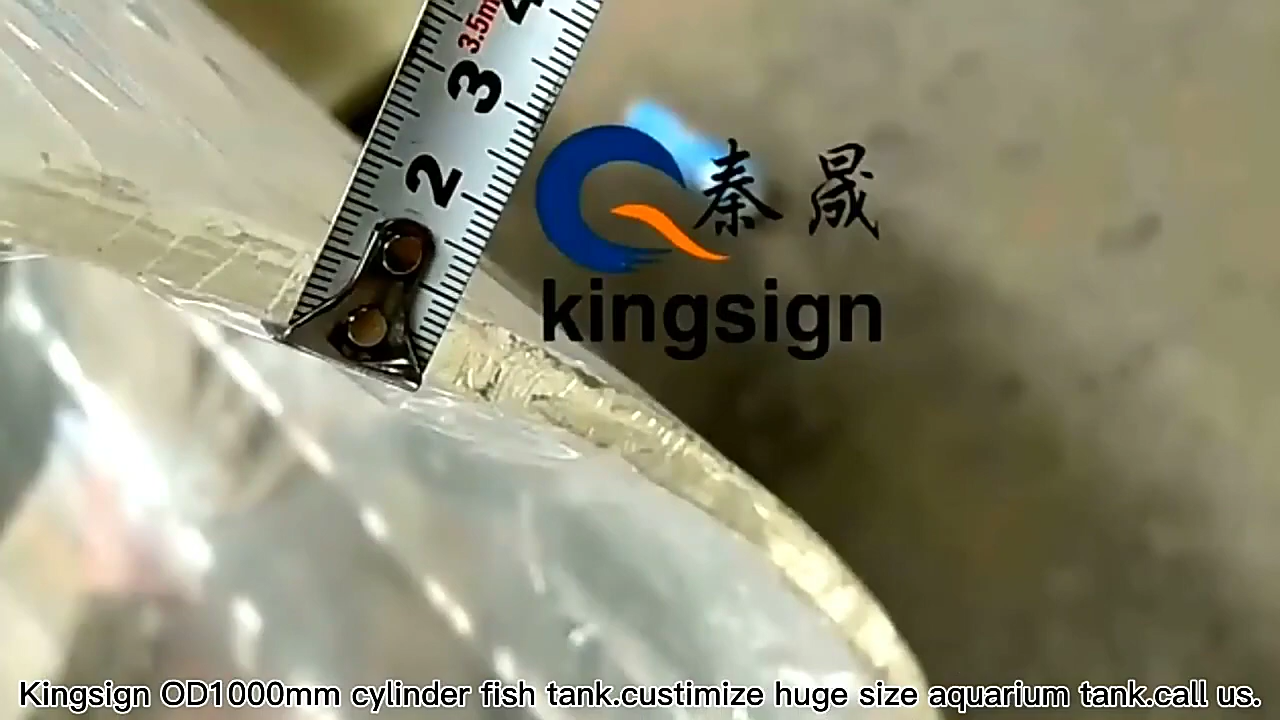 4
3.5m
3
2
秦 晟
kingsign
Kingsign OD1000mm cylinder fish tank.custimize huge size aquarium tank.call us.